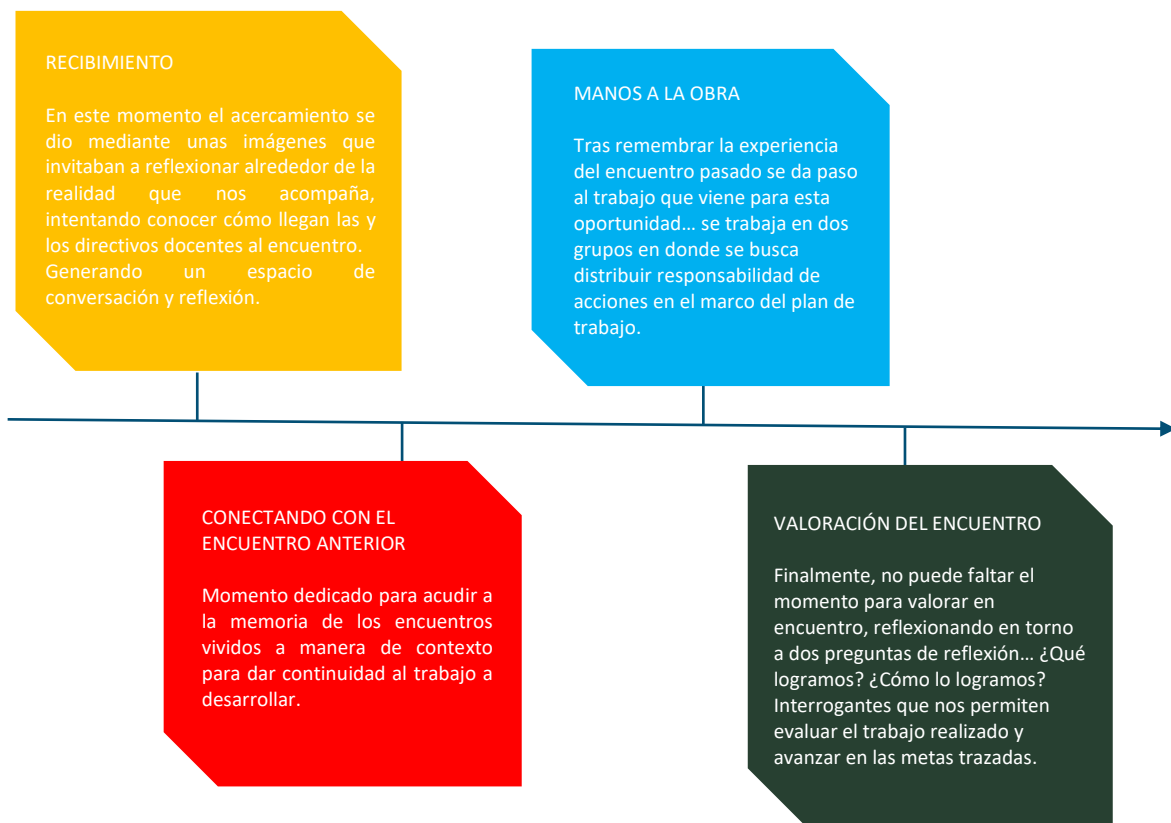 RECIBIMIENTO
En este momento el acercamiento se
dio mediante unas imágenes que
invitaban a reflexionar alrededor de la
realidad que nos acompaña,
intentando conocer cómo llegan las y
los directivos docentes al encuentro.
Generando un espacio de
conversación y reflexión.
CONECTANDO CON EL
ENCUENTRO ANTERIOR
Momento dedicado para acudir a
la memoria de los encuentros
vividos a manera de contexto
para dar continuidad al trabajo a
desarrollar.
MANOS A LA OBRA
Tras remembrar la experiencia
del encuentro pasado se da paso
al trabajo que viene para esta
oportunidad... se trabaja en dos
grupos en donde se busca
distribuir responsabilidad de
acciones en el marco del plan de
trabajo.
VALORACIÓN DEL ENCUENTRO
Finalmente, no puede faltar el
momento para valorar en
encuentro, reflexionando en torno
a dos preguntas de reflexión... ¿Qué
logramos? ¿Cómo lo logramos?
Interrogantes que nos permiten
evaluar el trabajo realizado y
avanzar en las metas trazadas.